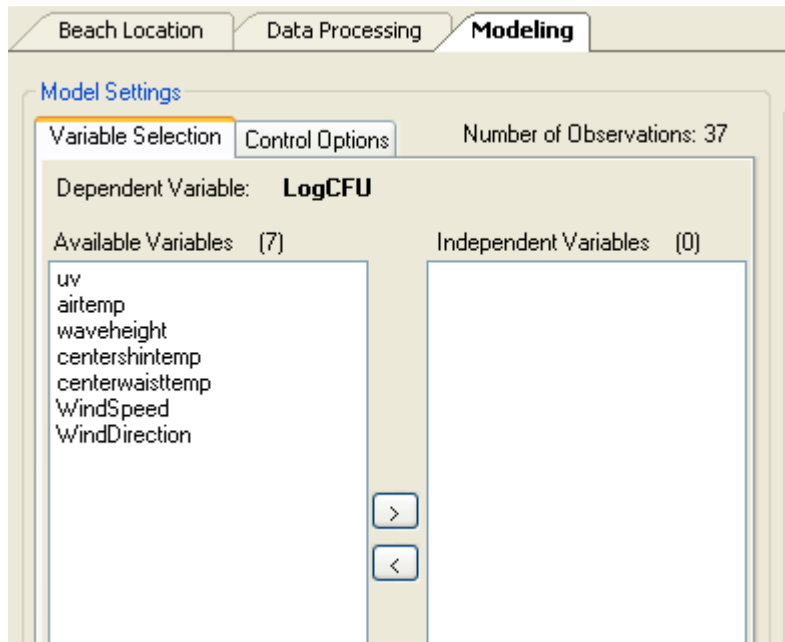 Beach Location Data Processing Modeling
Model Settings
Variable Selection Control Options Number of Observations: 37
Dependent Variable: LogCFU
Available Variables (7) Independent Variables (0)
uv
airtemp
waveheight
centershintemp
centerwaisttemp
WindSpeed
WindDirection
>
<